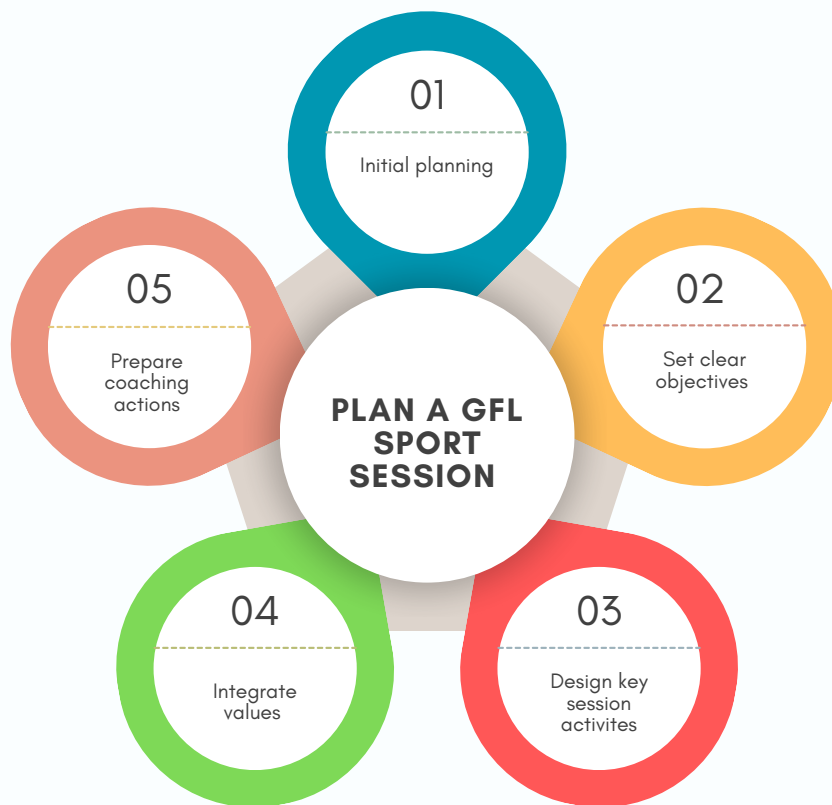 PLAN A GFL
SPORT
SESSION
01
Initial planning
02
Set clear
objectives
03
Design key
session
activites
04
Integrate
values
05
Prepare
coaching
actions